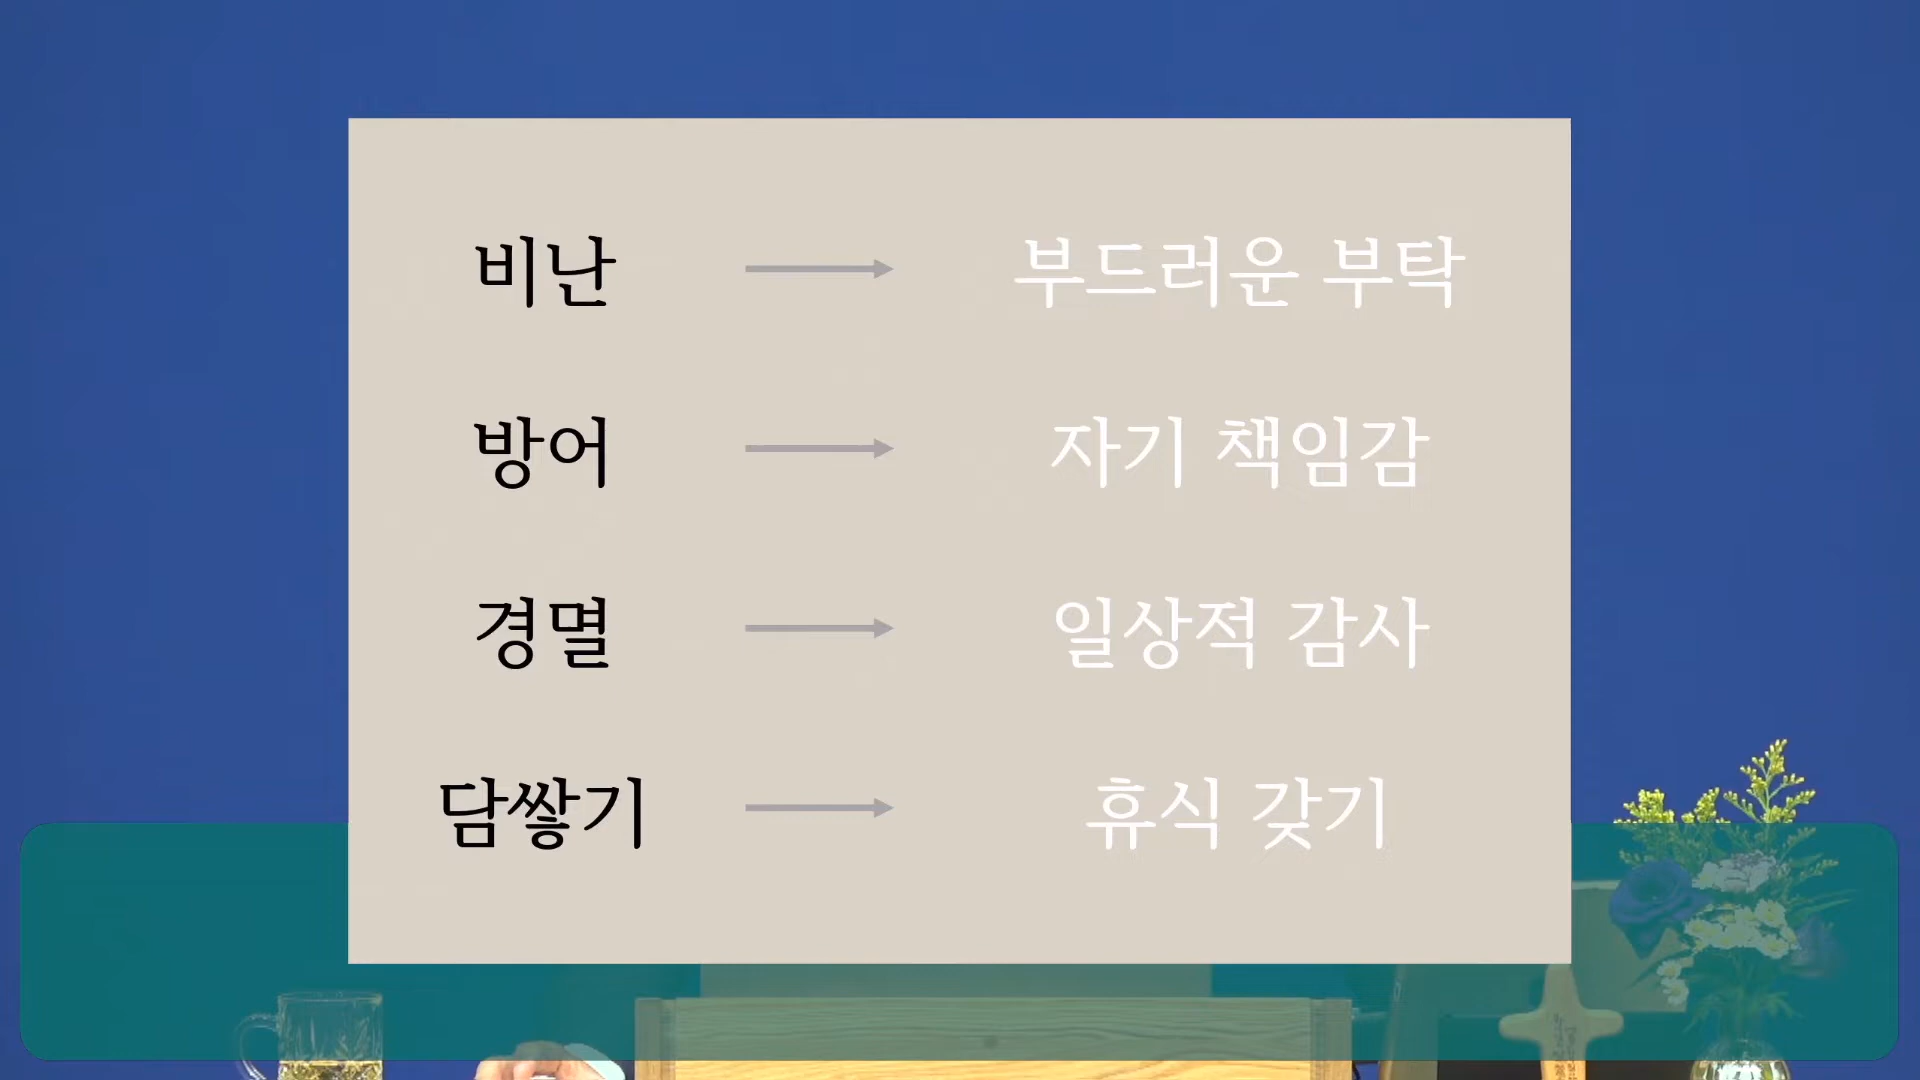 비난 → 부드러운 부탁
방어 → 자기 책임감
경멸 → 일상적 감사
담쌓기 → 휴식 갖기